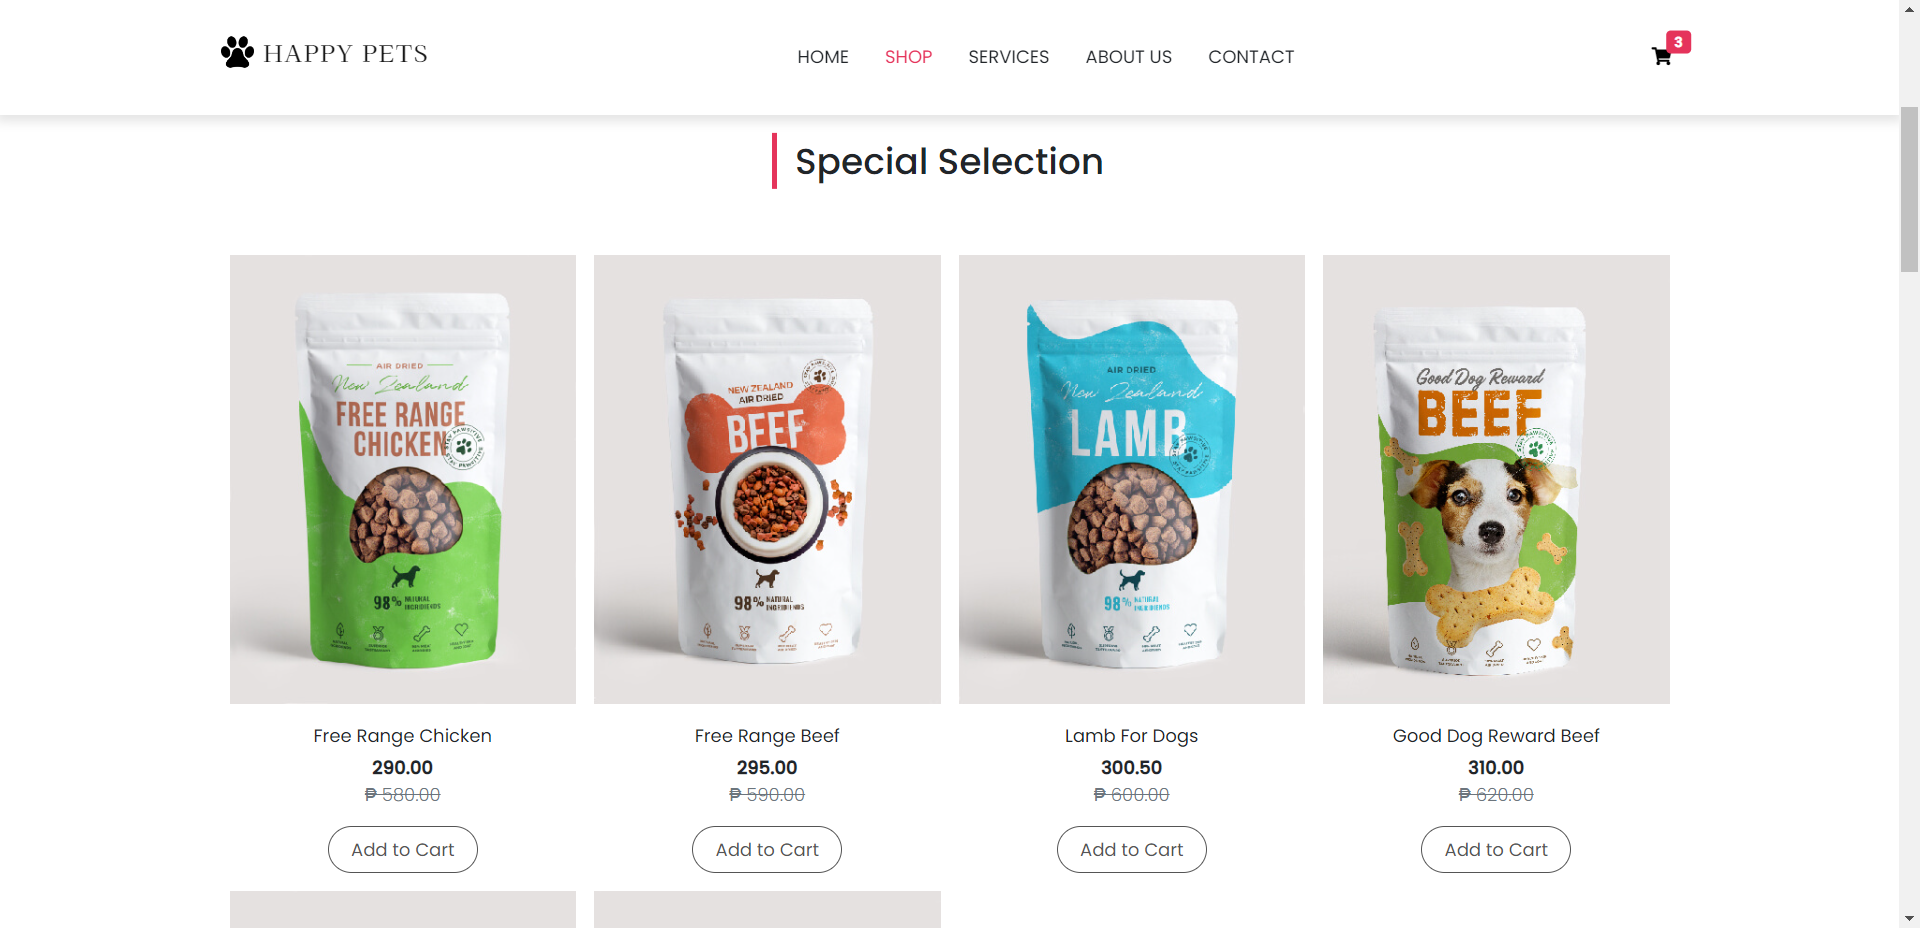 HAPPY PETS
HOME
SHOP
SERVICES
ABOUT US
CONTACT
3
Special Selection
AIR DRIED
New Zealand
FREE RANGE
CHICKEN
98% NATURAL
NEW ZEALAND
AIR DRIED
BEEF
98% NATURAL
AIR DRIED
New Zealand
LAMB
98% NATURAL
Good Dog Reward
BEEF
Free Range Chicken
290.00
₱ 580.00
Add to Cart
Free Range Beef
295.00
₱ 590.00
Add to Cart
Lamb For Dogs
300.50
₱ 600.00
Add to Cart
Good Dog Reward Beef
310.00
₱ 620.00
Add to Cart